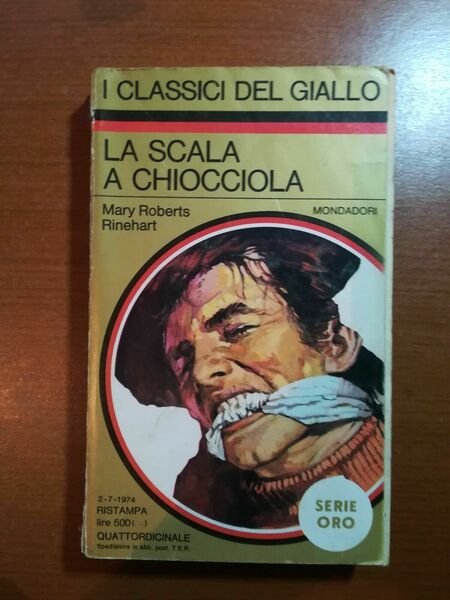 I CLASSICI DEL GIALLO
LA SCALA
A CHIOCCIOLA
Mary Roberts
Rinehart
MONDADORI
2-7-1974
RISTAMPA
lire 500 (..)
QUATTORDICINALE
Spedizione in abb. post. T.E.R.
SERIE
ORO